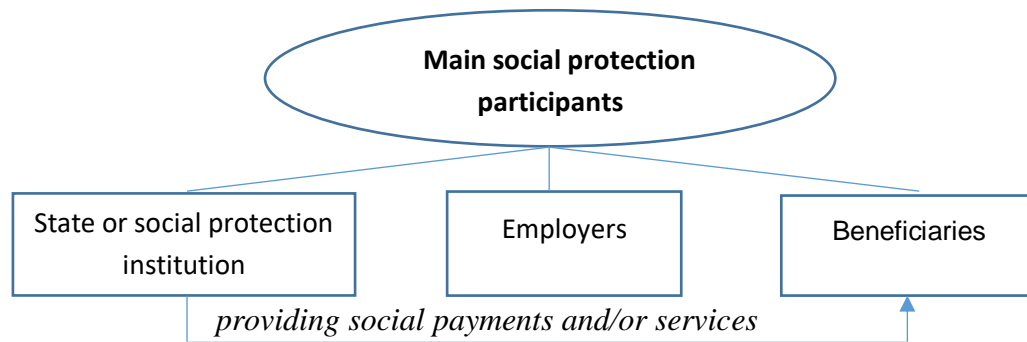 Main social protection
participants
State or social protection
institution
Employers
Beneficiaries
providing social payments and/or services